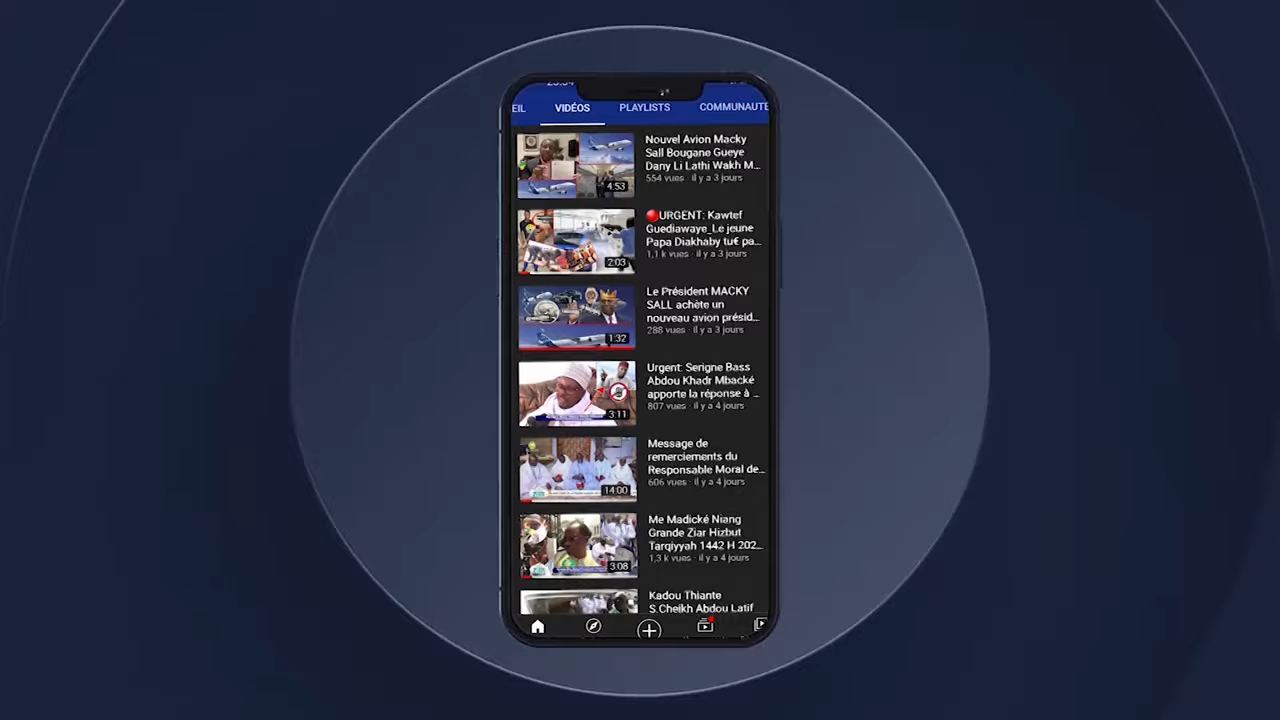 EIL VIDÉOS PLAYLISTS COMMUNAUTÉ
Nouvel Avion Macky
Sall Bougane Gueye
Dany Li Lathi Wakh M...
554 vues · il y a 3 jours
4:53
URGENT: Kawtef
Guediawaye_Le jeune
Papa Diakhaby tu€ pa...
1,1 k vues · il y a 3 jours
2:03
Le Président MACKY
SALL achète un
nouveau avion présid...
288 vues · il y a 3 jours
1:32
Urgent: Serigne Bass
Abdou Khadr Mbacké
apporte la réponse à ...
807 vues · il y a 4 jours
3:11
Message de
remerciements du
Responsable Moral de...
606 vues · il y a 4 jours
14:00
Me Madické Niang
Grande Ziar Hizbut
Tarqiyyah 1442 H 202...
1,3 k vues · il y a 4 jours
3:08
Kadou Thiante
S.Cheikh Abdou Latif